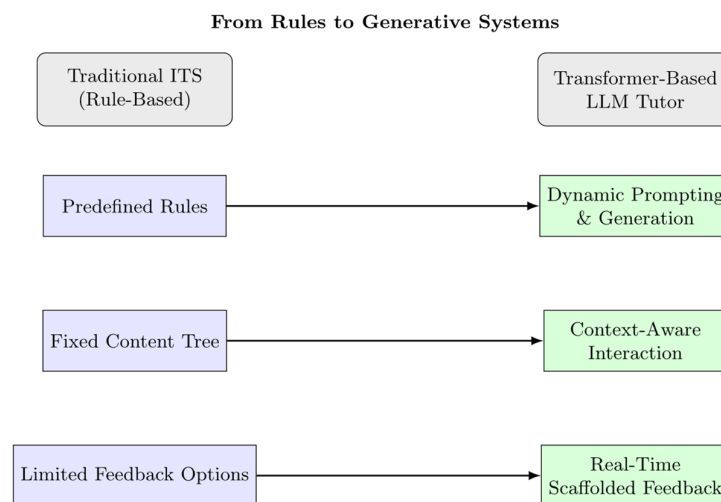 From Rules to Generative Systems
Traditional ITS
(Rule-Based)
Transformer-Based
LLM Tutor
Predefined Rules
Dynamic Prompting
& Generation
Fixed Content Tree
Context-Aware
Interaction
Limited Feedback Options
Real-Time
Scaffolded Feedback